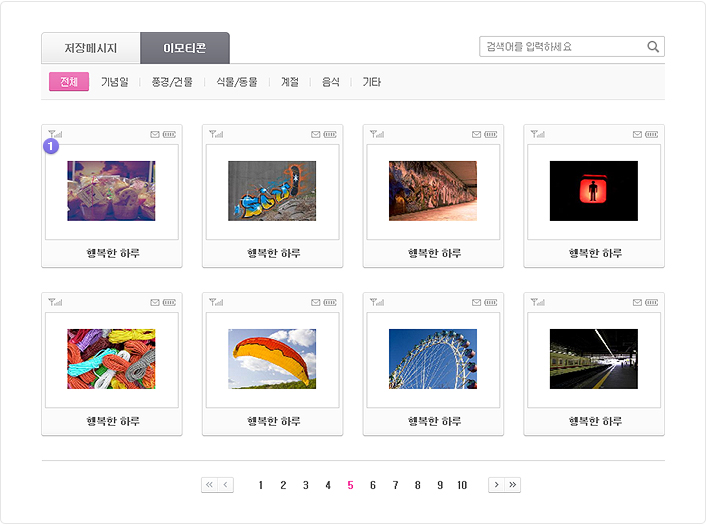 저장메시지 이모티콘 검색어를 입력하세요
전체 기념일 풍경/건물 식물/동물 계절 음식 기타
1
행복한 하루 행복한 하루 행복한 하루 행복한 하루
행복한 하루 행복한 하루 행복한 하루 행복한 하루
« ‹ 1 2 3 4 5 6 7 8 9 10 › »